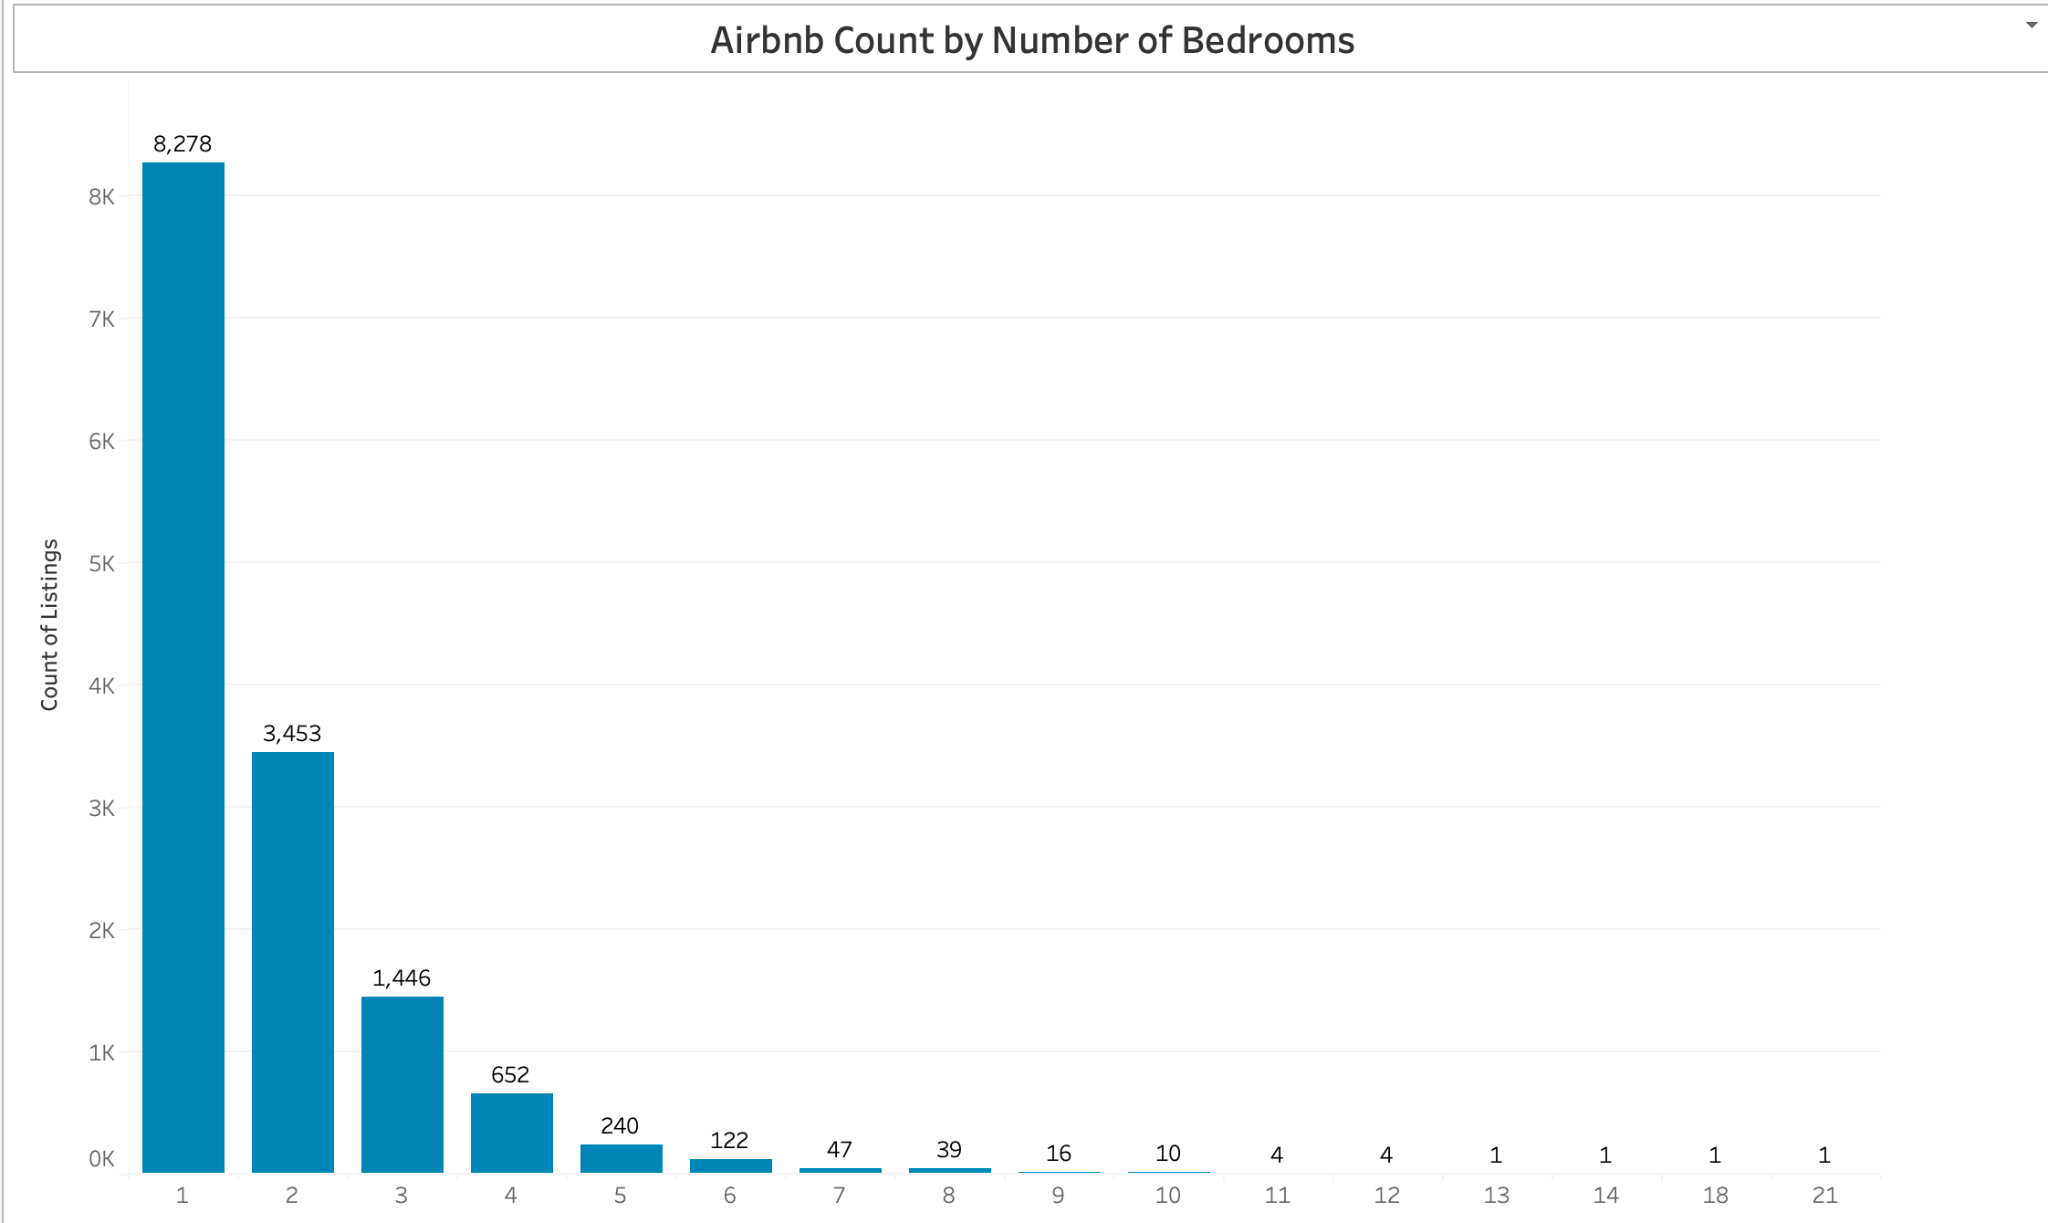 Airbnb Count by Number of Bedrooms
8,278
8K
7K
6K
5K
Count of Listings
4K
3,453
3K
2K
1,446
1K
652
240
122
47
39
16
10
4
4
1
1
1
1
0K
1 2 3 4 5 6 7 8 9 10 11 12 13 14 18 21